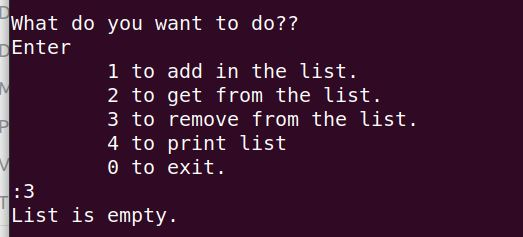 What do you want to do??
Enter
1 to add in the list.
2 to get from the list.
3 to remove from the list.
4 to print list
0 to exit.
:3
List is empty.